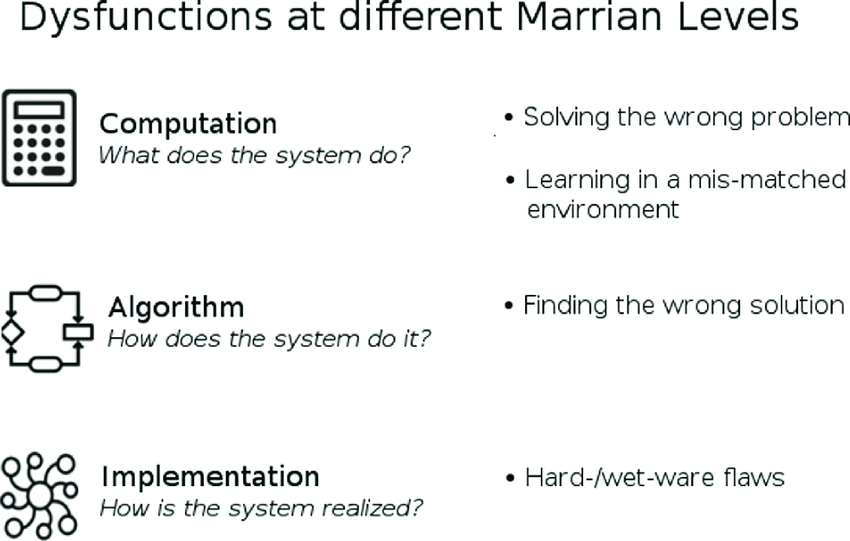 Dysfunctions at different Marrian Levels
Computation
What does the system do?
• Solving the wrong problem
• Learning in a mis-matched
environment
Algorithm
How does the system do it?
• Finding the wrong solution
Implementation
How is the system realized?
• Hard-/wet-ware flaws